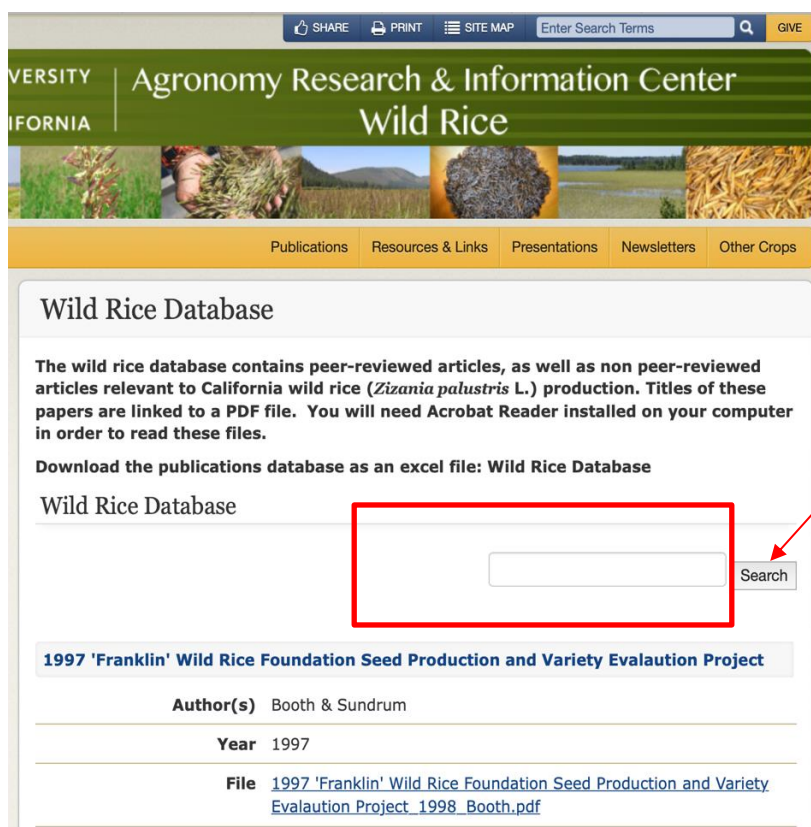 SHARE PRINT SITE MAP Enter Search Terms GIVE
VERSITY
IFORNIA
Agronomy Research & Information Center
Wild Rice
Publications Resources & Links Presentations Newsletters Other Crops
Wild Rice Database
The wild rice database contains peer-reviewed articles, as well as non peer-reviewed
articles relevant to California wild rice (Zizania palustris L.) production. Titles of these
papers are linked to a PDF file. You will need Acrobat Reader installed on your computer
in order to read these files.
Download the publications database as an excel file: Wild Rice Database
Wild Rice Database
Search
1997 'Franklin' Wild Rice Foundation Seed Production and Variety Evalaution Project
Author(s) Booth & Sundrum
Year 1997
File 1997 'Franklin' Wild Rice Foundation Seed Production and Variety
Evalaution Project_1998_Booth.pdf